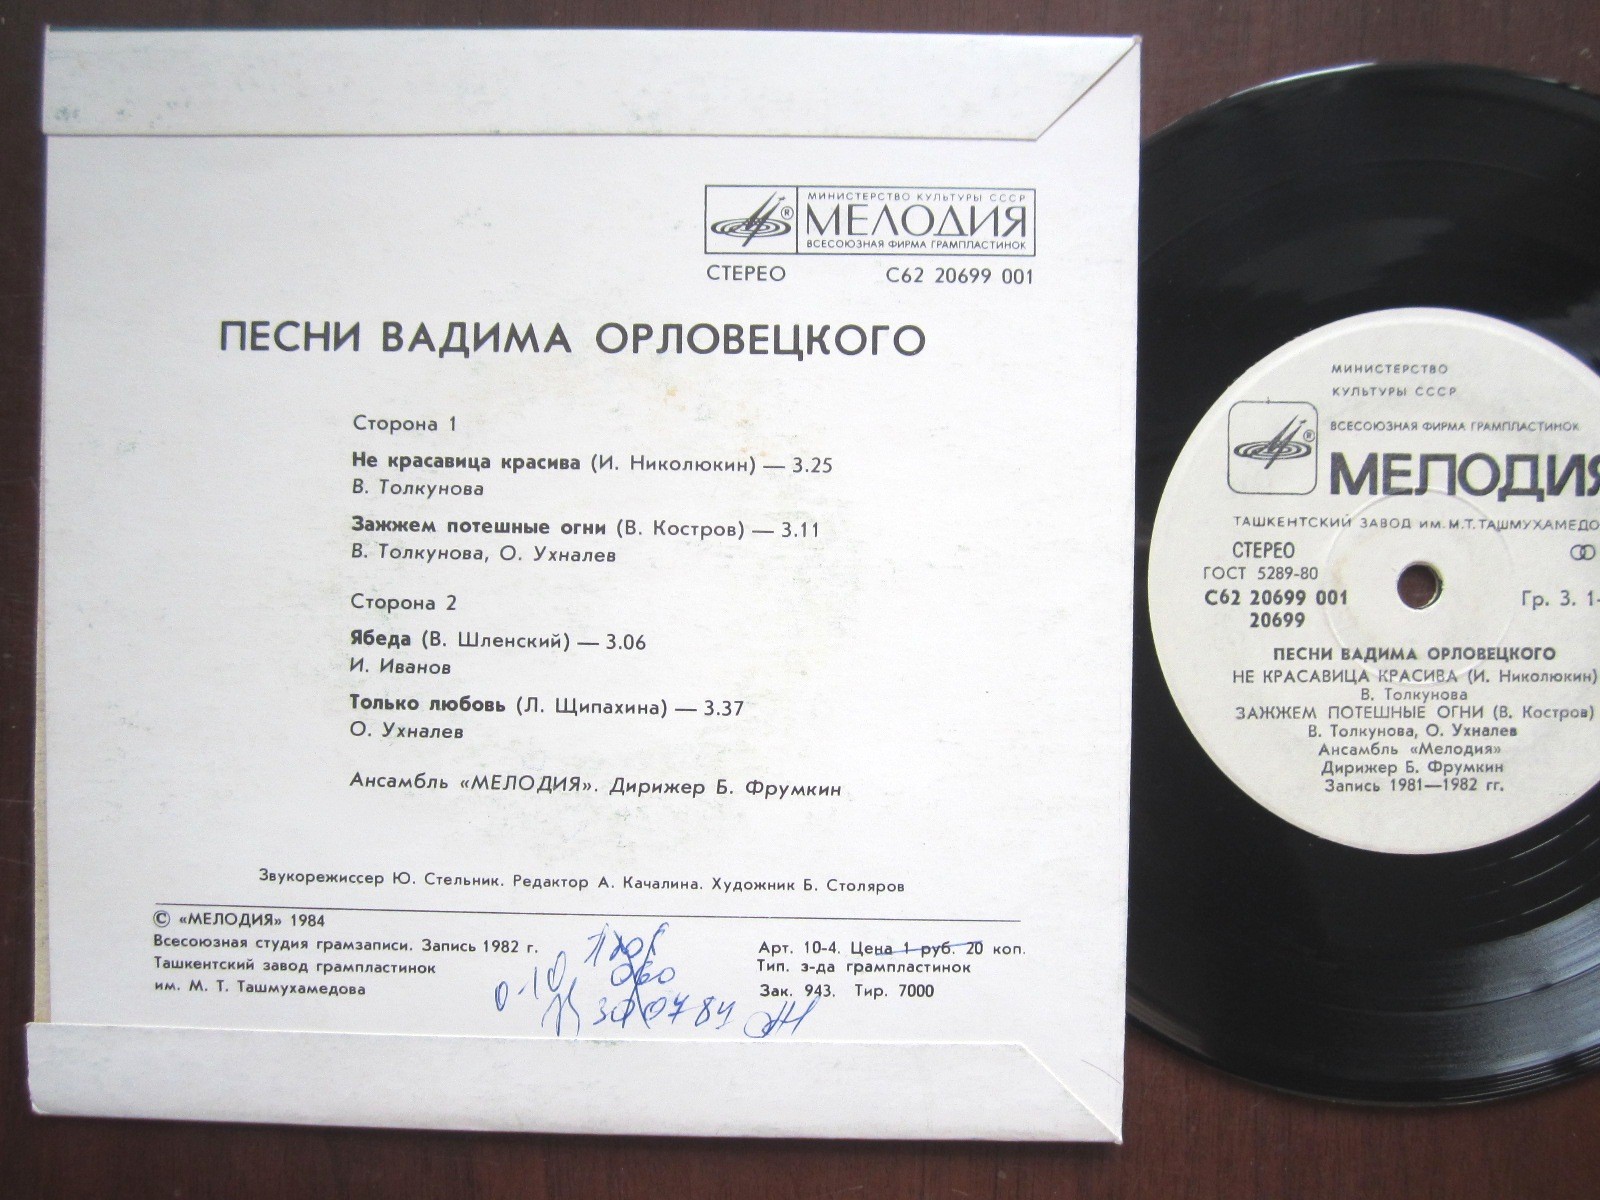 МИНИСТЕРСТВО КУЛЬТУРЫ СССР
МЕЛОДИЯ
ВСЕСОЮЗНАЯ ФИРМА ГРАМПЛАСТИНОК
СТЕРЕО С62 20699 001
ПЕСНИ ВАДИМА ОРЛОВЕЦКОГО
Сторона 1
Не красавица красива (И. Николюкин) — 3.25
В. Толкунова
Зажжем потешные огни (В. Костров) — 3.11
В. Толкунова, О. Ухналев
Сторона 2
Ябеда (В. Шленский) — 3.06
И. Иванов
Только любовь (Л. Щипахина) — 3.37
О. Ухналев
Ансамбль «МЕЛОДИЯ». Дирижер Б. Фрумкин
Звукорежиссер Ю. Стельник. Редактор А. Качалина. Художник Б. Столяров
© «МЕЛОДИЯ» 1984
Всесоюзная студия грамзаписи. Запись 1982 г.
Ташкентский завод грампластинок
им. М. Т. Ташмухамедова
Арт. 10-4. Цена 1 руб. 20 коп.
Тип. з-да грампластинок
Зак. 943. Тир. 7000
0-10
МИНИСТЕРСТВО
КУЛЬТУРЫ СССР
ВСЕСОЮЗНАЯ ФИРМА ГРАМПЛАСТИНОК
МЕЛОДИЯ
ТАШКЕНТСКИЙ ЗАВОД ИМ. М.Т. ТАШМУХАМЕДО
СТЕРЕО
ГОСТ 5289-80
С62 20699 001 Гр. 3. 1-
20699
ПЕСНИ ВАДИМА ОРЛОВЕЦКОГО
НЕ КРАСАВИЦА КРАСИВА (И. Николюкин)
В. Толкунова
ЗАЖЖЕМ ПОТЕШНЫЕ ОГНИ (В. Костров)
В. Толкунова, О. Ухналев
Ансамбль «Мелодия»
Дирижер Б. Фрумкин
Запись 1981—1982 гг.